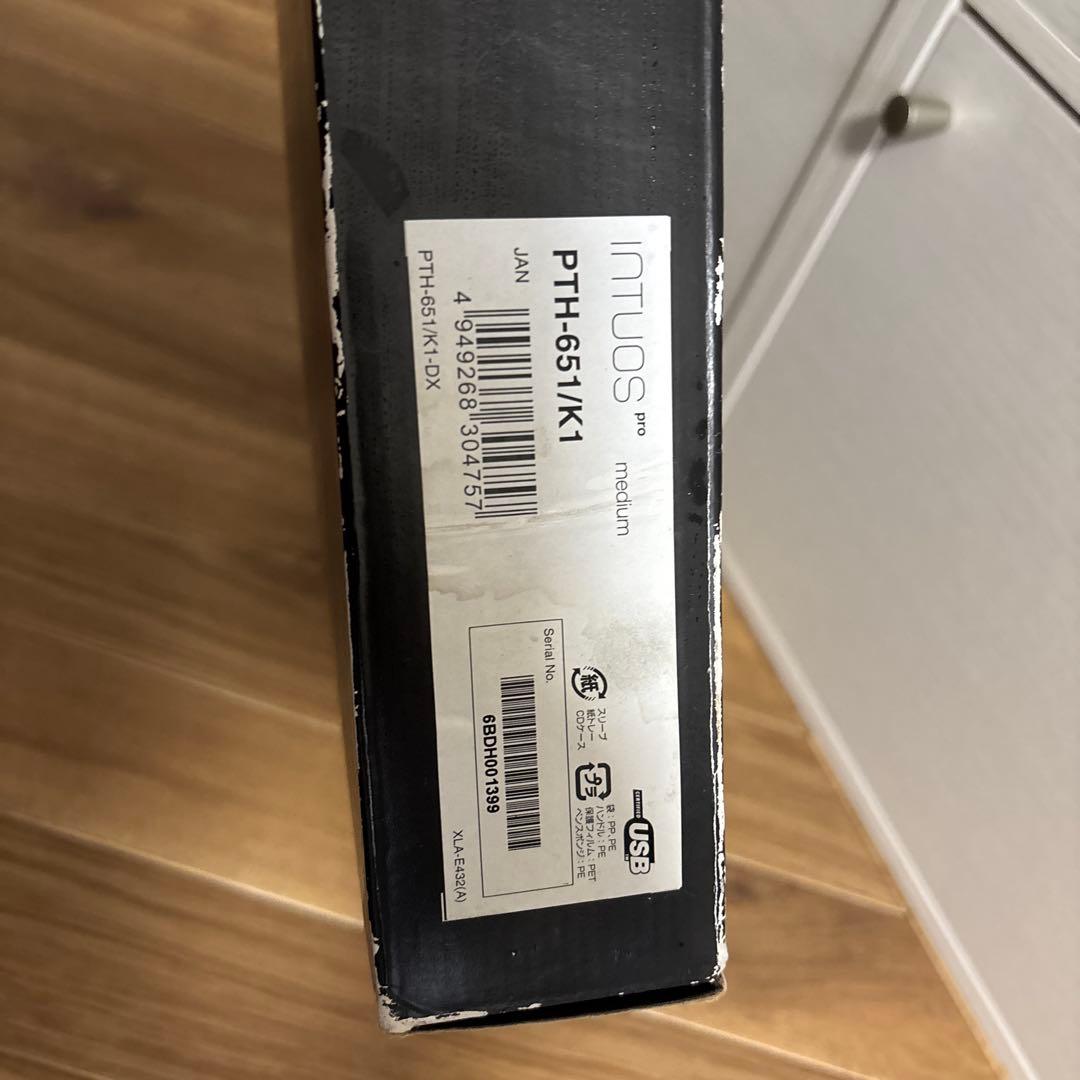 INTUOS pro medium
PTH-651/K1
JAN
4 949268 304757
PTH-651/K1-DX
CERTIFIED
USB
紙
スリーブ
紙トレー
CDケース
プラ
袋：PP、PE
ハンドル：PE
保護フィルム：PET
ペンスポンジ：PE
Serial No.
6BDH001399
XLA-E432(A)